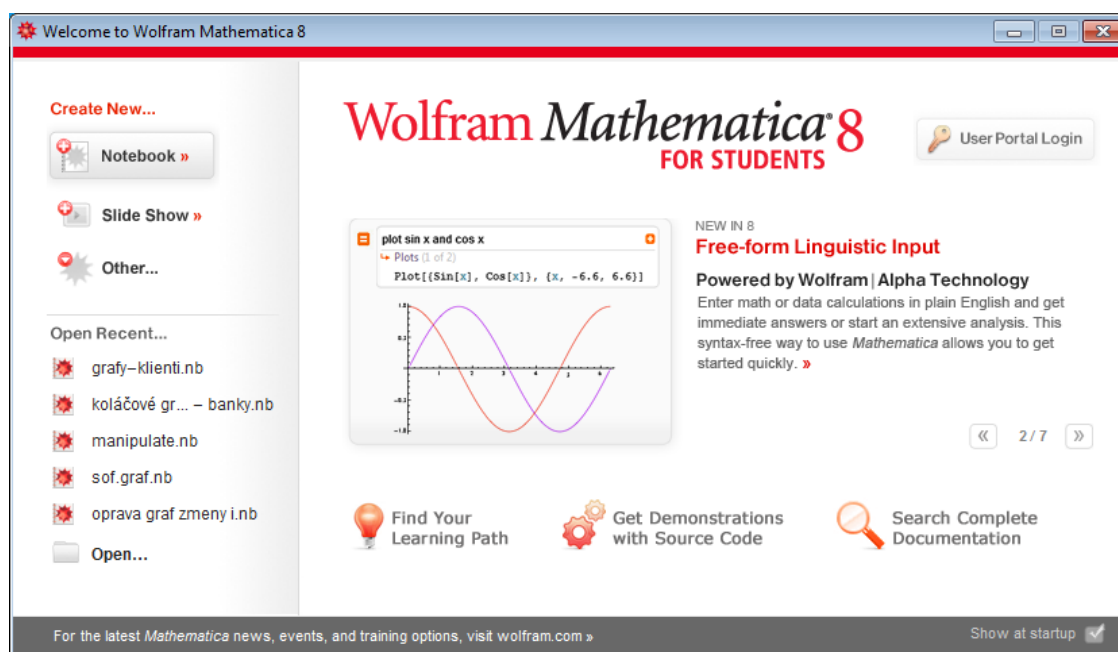 Welcome to Wolfram Mathematica 8
Create New...
Notebook »
Slide Show »
Other...
Open Recent...
grafy–klienti.nb
koláčové gr... – banky.nb
manipulate.nb
sof.graf.nb
oprava graf zmeny i.nb
Open...
Wolfram Mathematica® 8
FOR STUDENTS
User Portal Login
plot sin x and cos x
Plots (1 of 2)
Plot[{Sin[x], Cos[x]}, {x, -6.6, 6.6}]
1
2
3
4
5
6
NEW IN 8
Free-form Linguistic Input
Powered by Wolfram|Alpha Technology
Enter math or data calculations in plain English and get
immediate answers or start an extensive analysis. This
syntax-free way to use Mathematica allows you to get
started quickly. »
« 2/7 »
Find Your
Learning Path
Get Demonstrations
with Source Code
Search Complete
Documentation
For the latest Mathematica news, events, and training options, visit wolfram.com »
Show at startup